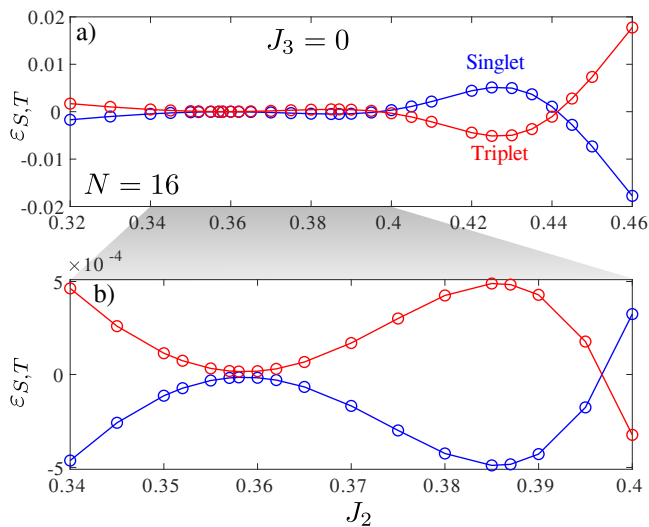 a)
J₃ = 0
Singlet
Triplet
N = 16
ε_{S,T}
0.02
0.01
0
-0.01
-0.02
0.32 0.34 0.36 0.38 0.4 0.42 0.44 0.46
×10⁻⁴
b)
ε_{S,T}
5
0
-5
0.34 0.35 0.36 0.37 0.38 0.39 0.4
J₂